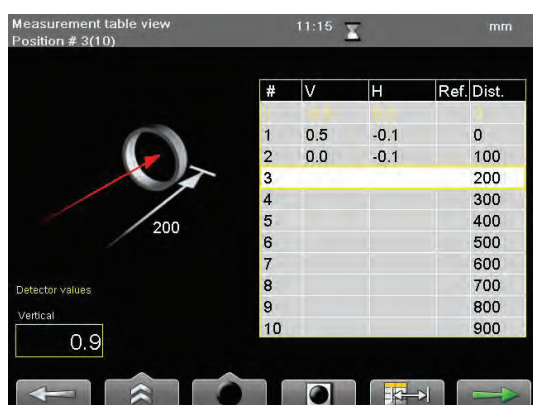 Measurement table view 11:15 mm
Position # 3(10)
# V H Ref. Dist.
1 0.5 -0.1 0
2 0.0 -0.1 100
3 200
4 300
5 400
6 500
7 600
8 700
9 800
10 900
200
Detector values
Vertical
0.9